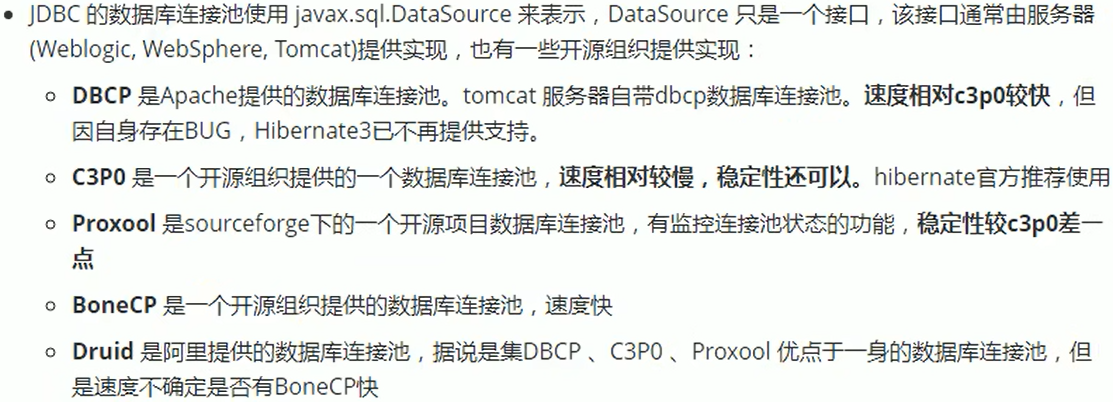 JDBC 的数据库连接池使用 javax.sql.DataSource 来表示，DataSource 只是一个接口，该接口通常由服务器
(Weblogic, WebSphere, Tomcat)提供实现，也有一些开源组织提供实现：
DBCP 是Apache提供的数据库连接池。tomcat 服务器自带dbcp数据库连接池。速度相对c3p0较快，但
因自身存在BUG，Hibernate3已不再提供支持。
C3P0 是一个开源组织提供的一个数据库连接池，速度相对较慢，稳定性还可以。hibernate官方推荐使用
Proxool 是sourceforge下的一个开源项目数据库连接池，有监控连接池状态的功能，稳定性较c3p0差一
点
BoneCP 是一个开源组织提供的数据库连接池，速度快
Druid 是阿里提供的数据库连接池，据说是集DBCP 、C3P0 、Proxool 优点于一身的数据库连接池，但
是速度不确定是否有BoneCP快